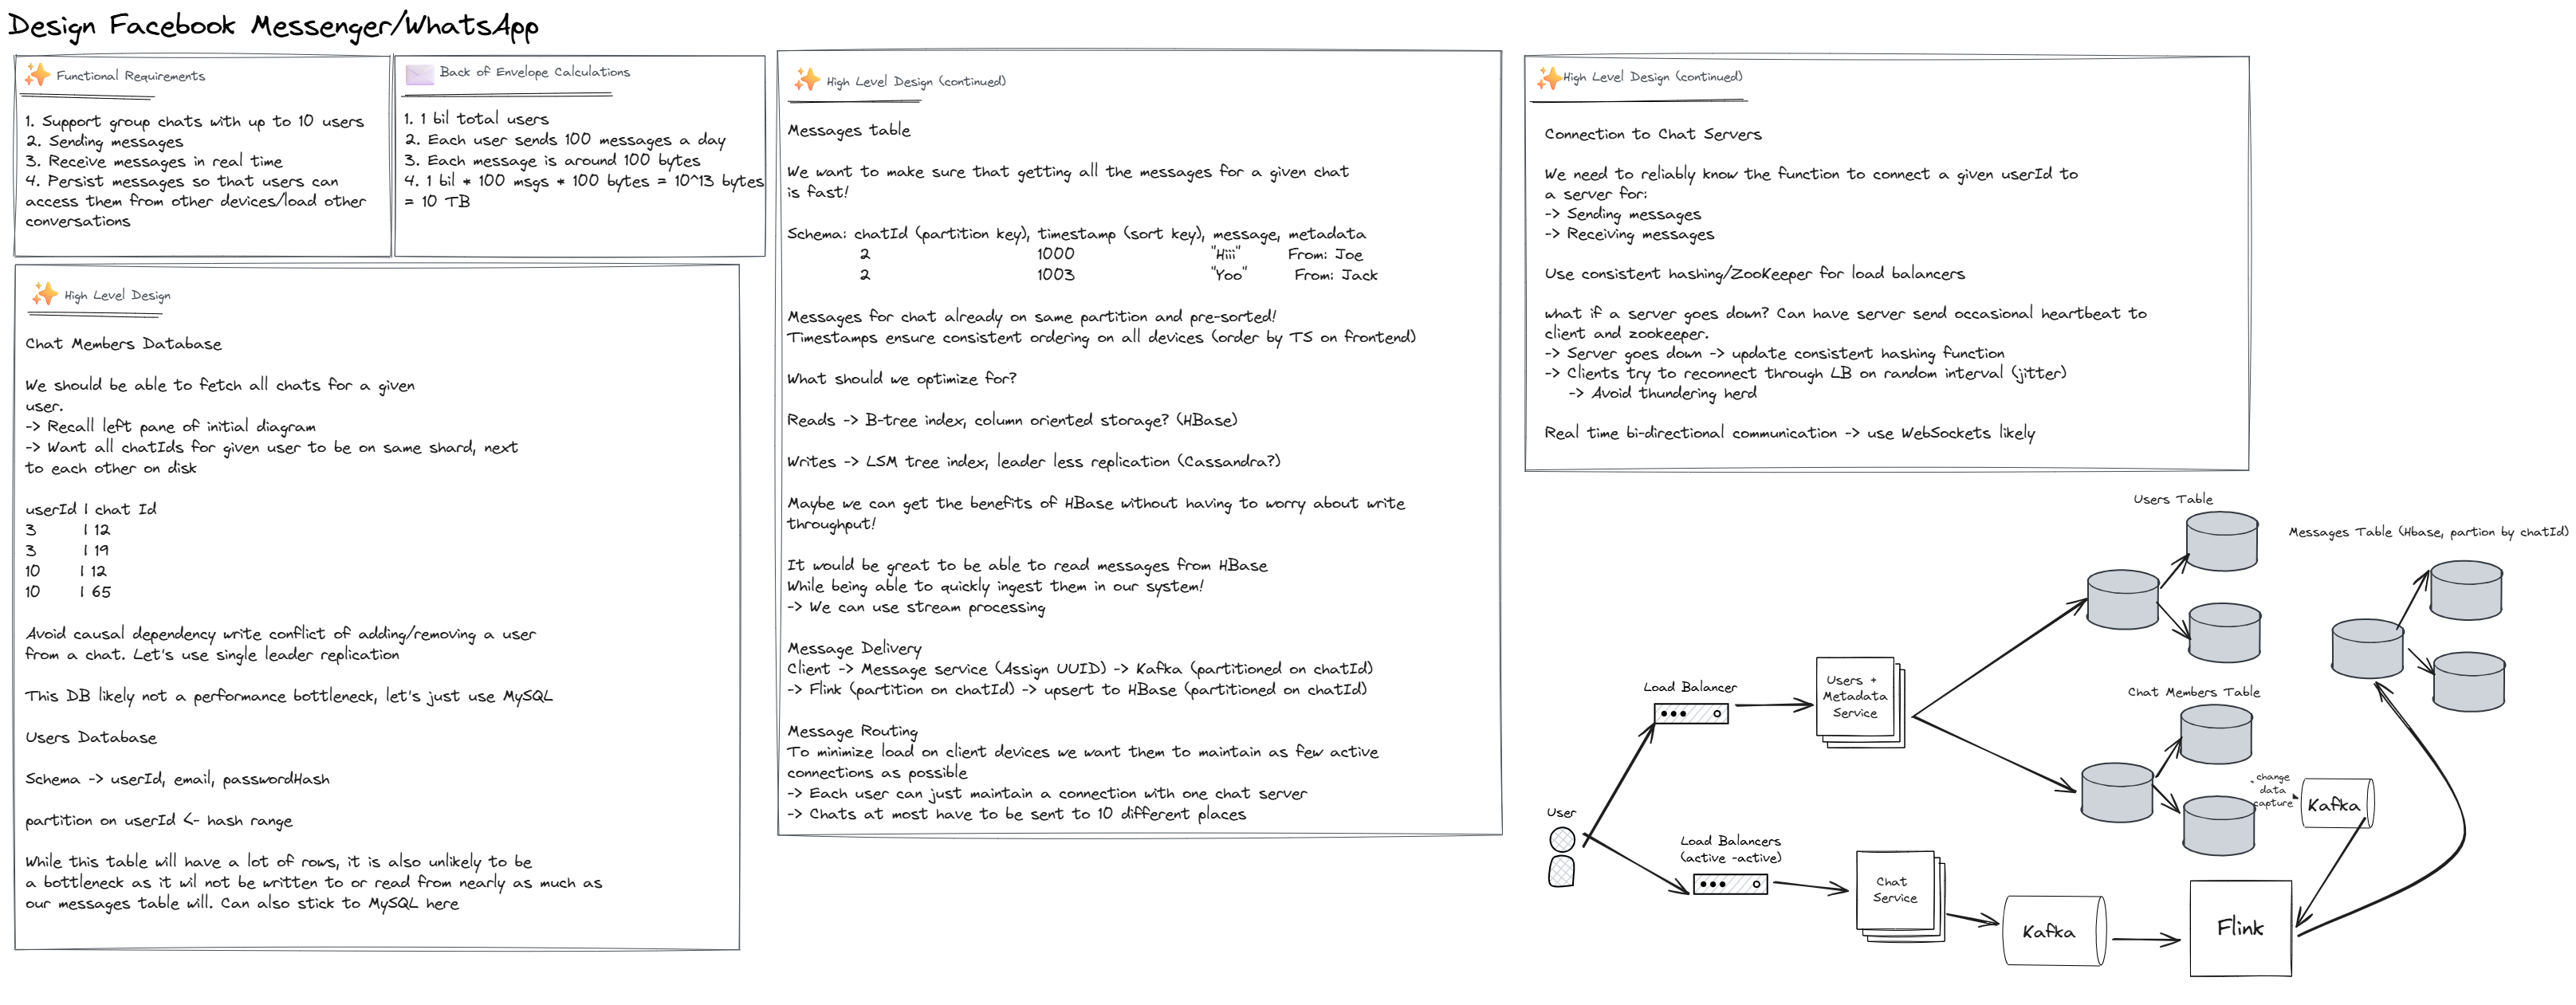 Design Facebook Messenger/WhatsApp
Functional Requirements
1. Support group chats with up to 10 users
2. Sending messages
3. Receive messages in real time
4. Persist messages so that users can
access them from other devices/load other
conversations
Back of Envelope Calculations
1. 1 bil total users
2. Each user sends 100 messages a day
3. Each message is around 100 bytes
4. 1 bil * 100 msgs * 100 bytes = 10^13 bytes
= 10 TB
High Level Design
Chat Members Database
We should be able to fetch all chats for a given
user.
-> Recall left pane of initial diagram
-> Want all chatIds for given user to be on same shard, next
to each other on disk
userId | chat Id
3 | 12
3 | 19
10 | 12
10 | 65
Avoid causal dependency write conflict of adding/removing a user
from a chat. Let's use single leader replication
This DB likely not a performance bottleneck, let's just use MySQL
Users Database
Schema -> userId, email, passwordHash
partition on userId <- hash range
While this table will have a lot of rows, it is also unlikely to be
a bottleneck as it wil not be written to or read from nearly as much as
our messages table will. Can also stick to MySQL here
High Level Design (continued)
Messages table
We want to make sure that getting all the messages for a given chat
is fast!
Schema: chatId (partition key), timestamp (sort key), message, metadata
2 1000 "Hiii" From: Joe
2 1003 "Yoo" From: Jack
Messages for chat already on same partition and pre-sorted!
Timestamps ensure consistent ordering on all devices (order by TS on frontend)
What should we optimize for?
Reads -> B-tree index, column oriented storage? (HBase)
Writes -> LSM tree index, leader less replication (Cassandra?)
Maybe we can get the benefits of HBase without having to worry about write
throughput!
It would be great to be able to read messages from HBase
While being able to quickly ingest them in our system!
-> We can use stream processing
Message Delivery
Client -> Message service (Assign UUID) -> Kafka (partitioned on chatId)
-> Flink (partition on chatId) -> upsert to HBase (partitioned on chatId)
Message Routing
To minimize load on client devices we want them to maintain as few active
connections as possible
-> Each user can just maintain a connection with one chat server
-> Chats at most have to be sent to 10 different places
High Level Design (continued)
Connection to Chat Servers
We need to reliably know the function to connect a given userId to
a server for:
-> Sending messages
-> Receiving messages
Use consistent hashing/ZooKeeper for load balancers
what if a server goes down? Can have server send occasional heartbeat to
client and zookeeper.
-> Server goes down -> update consistent hashing function
-> Clients try to reconnect through LB on random interval (jitter)
-> Avoid thundering herd
Real time bi-directional communication -> use WebSockets likely
Users Table
Messages Table (Hbase, partion by chatId)
Load Balancer
Users +
Metadata
Service
Chat Members Table
change
data
capture
Kafka
User
Load Balancers
(active -active)
Chat
Service
Kafka
Flink